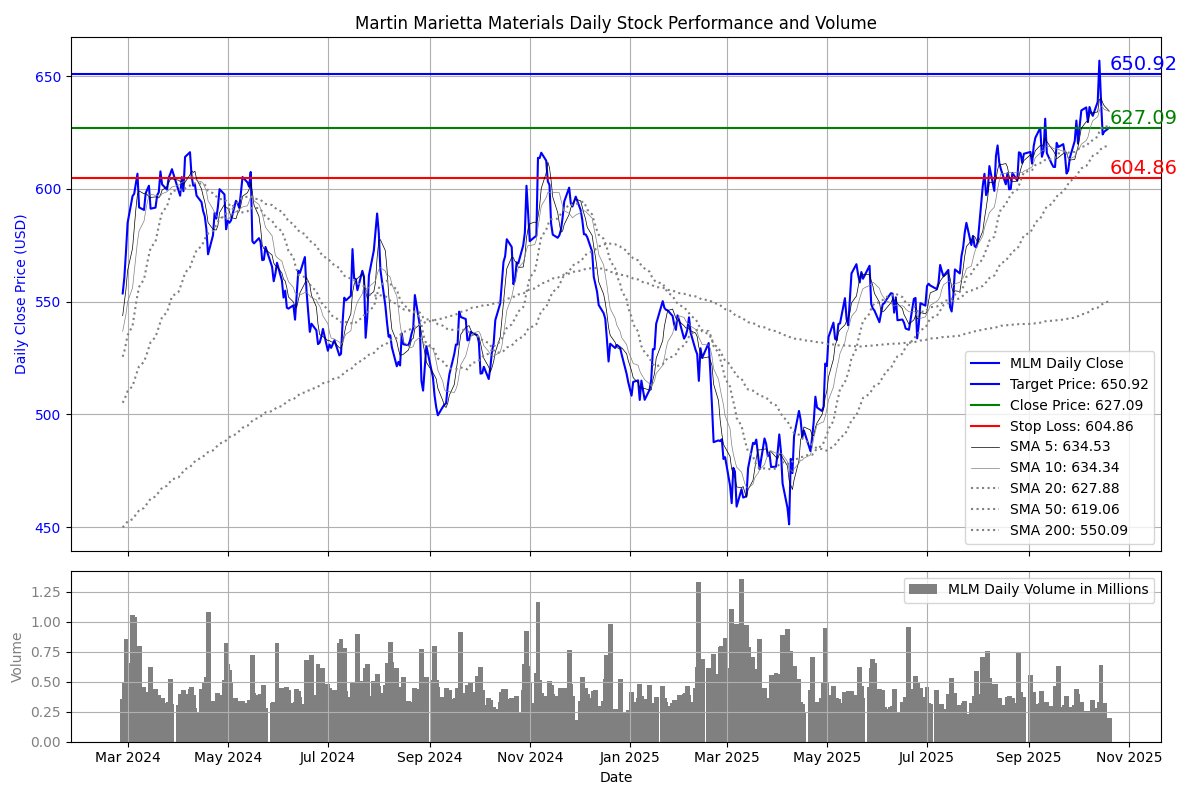 Martin Marietta Materials Daily Stock Performance and Volume
Daily Close Price (USD)
650
600
550
500
450
650.92
627.09
604.86
MLM Daily Close
Target Price: 650.92
Close Price: 627.09
Stop Loss: 604.86
SMA 5: 634.53
SMA 10: 634.34
SMA 20: 627.88
SMA 50: 619.06
SMA 200: 550.09
Volume
1.25
1.00
0.75
0.50
0.25
0.00
MLM Daily Volume in Millions
Mar 2024
May 2024
Jul 2024
Sep 2024
Nov 2024
Jan 2025
Mar 2025
May 2025
Jul 2025
Sep 2025
Nov 2025
Date